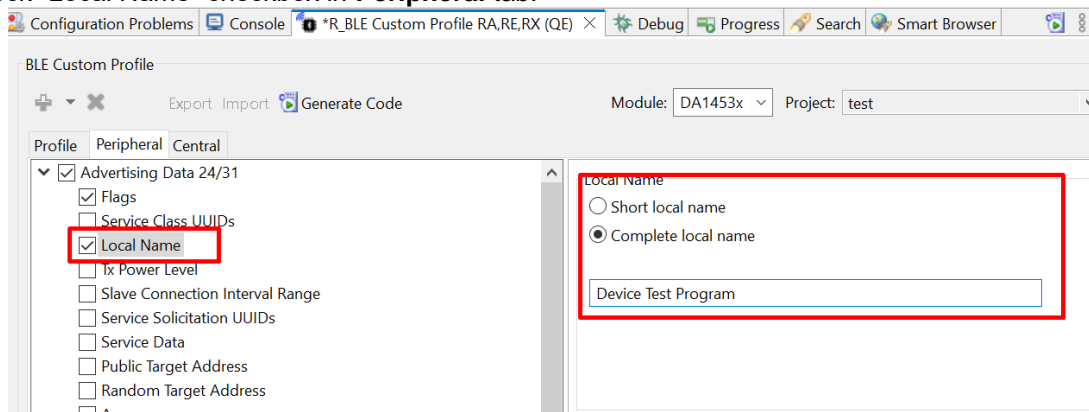 Configuration Problems Console *R_BLE Custom Profile RA,RE,RX (QE) Debug Progress Search Smart Browser
BLE Custom Profile
Export Import Generate Code Module: DA1453x Project: test
Profile Peripheral Central
Advertising Data 24/31
Flags
Service Class UUIDs
Local Name
Tx Power Level
Slave Connection Interval Range
Service Solicitation UUIDs
Service Data
Public Target Address
Random Target Address
Local Name
Short local name
Complete local name
Device Test Program